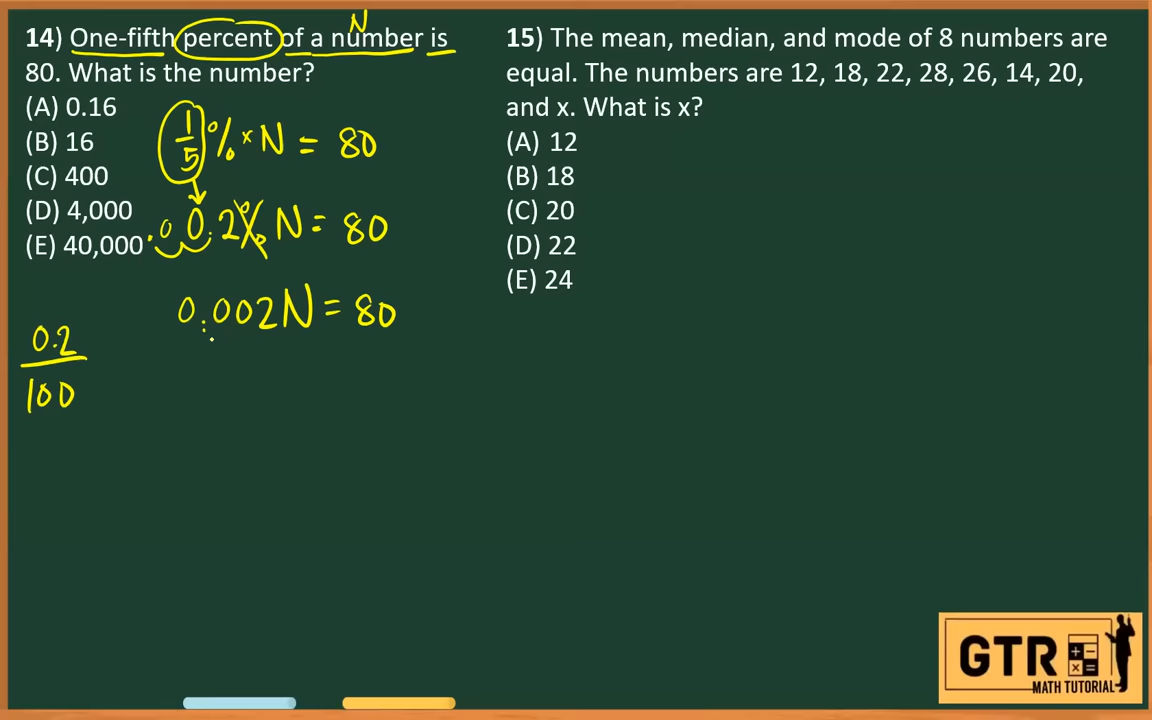 14) One-fifth percent of a number is
N
80. What is the number?
(A) 0.16
(B) 16
(C) 400
(D) 4,000
(E) 40,000
1/5 % × N = 80
.0 0.2% N = 80
0.002N = 80
0.2
100
15) The mean, median, and mode of 8 numbers are
equal. The numbers are 12, 18, 22, 28, 26, 14, 20,
and x. What is x?
(A) 12
(B) 18
(C) 20
(D) 22
(E) 24
GTR
MATH TUTORIAL